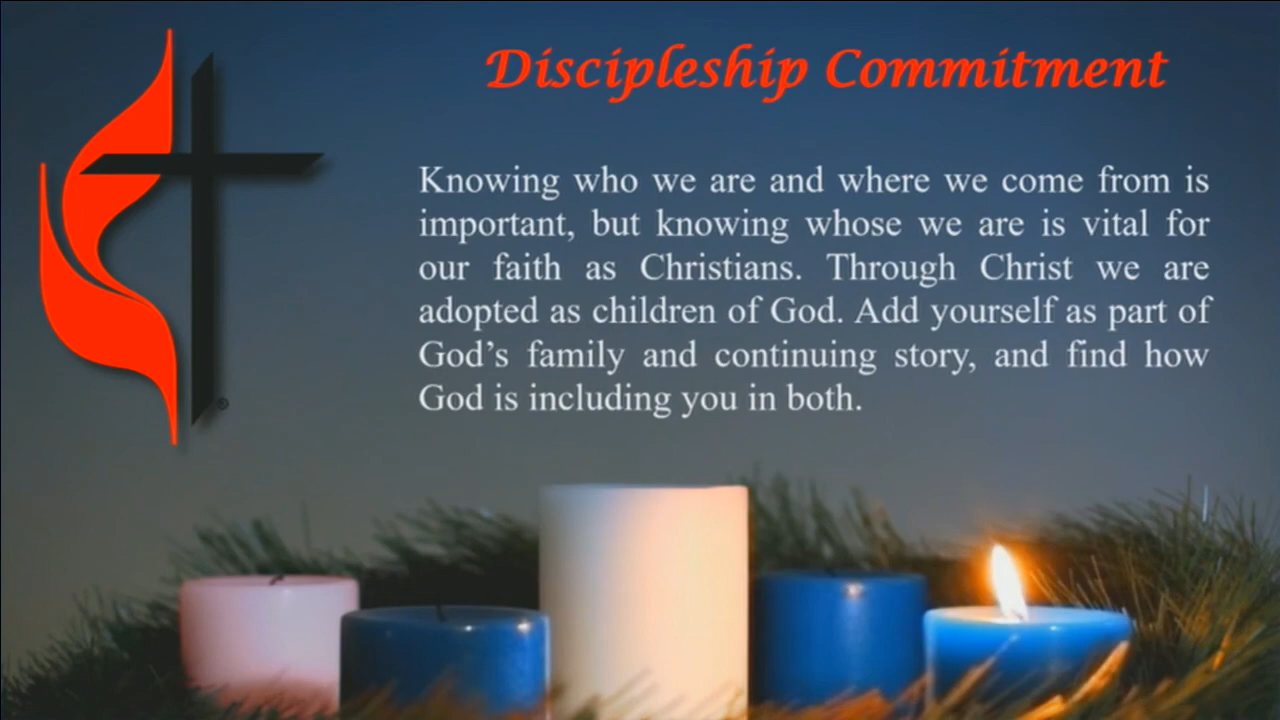 Discipleship Commitment
Knowing who we are and where we come from is
important, but knowing whose we are is vital for
our faith as Christians. Through Christ we are
adopted as children of God. Add yourself as part of
God’s family and continuing story, and find how
God is including you in both.
®